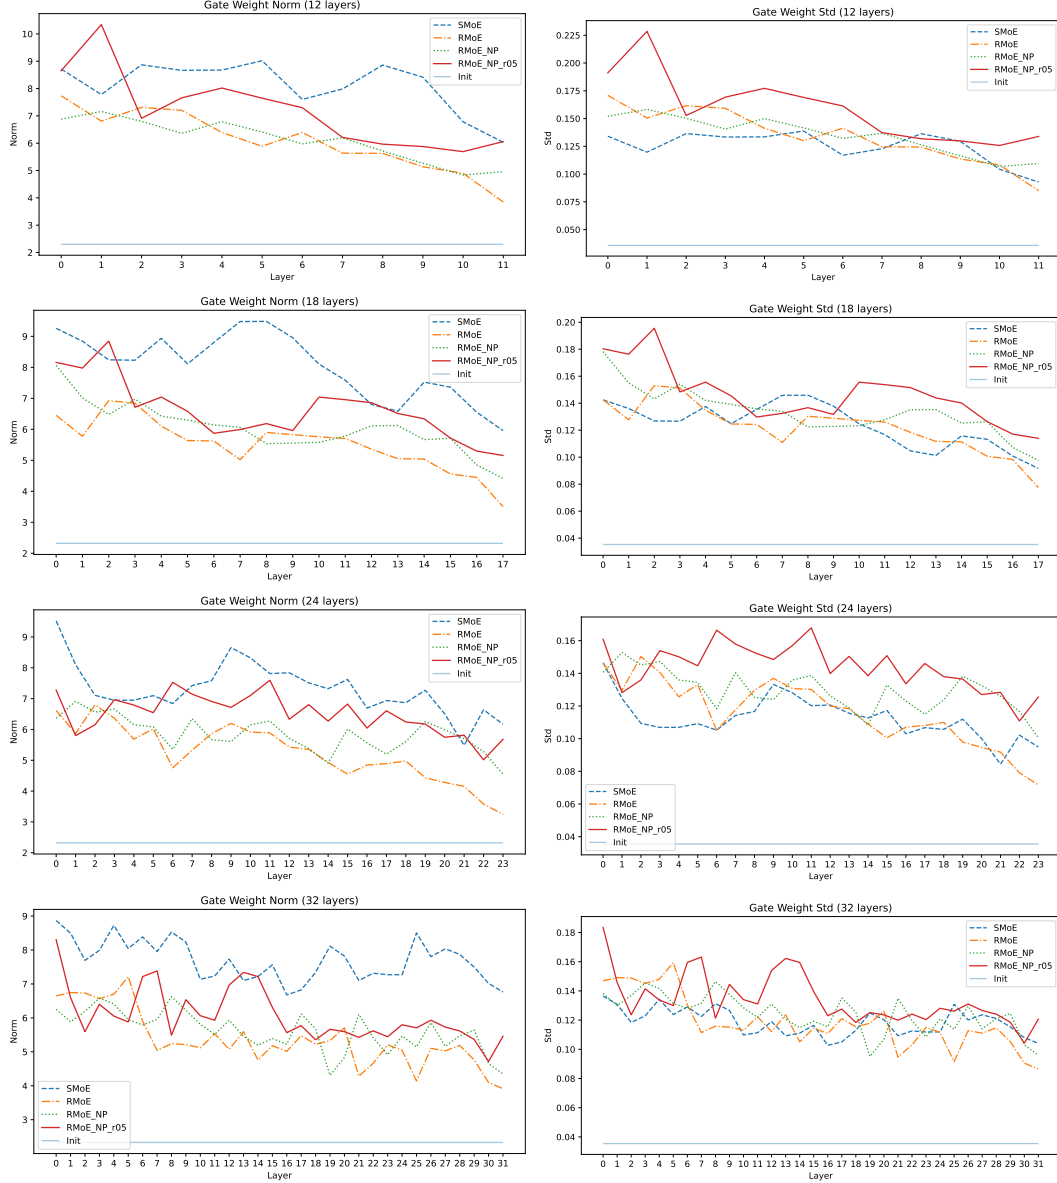 Gate Weight Norm (12 layers)
Norm
10
9
8
7
6
5
4
3
2
0 1 2 3 4 5 6 7 8 9 10 11
Layer
SMoE
RMoE
RMoE_NP
RMoE_NP_r05
Init
Gate Weight Std (12 layers)
Std
0.225
0.200
0.175
0.150
0.125
0.100
0.075
0.050
0 1 2 3 4 5 6 7 8 9 10 11
Layer
SMoE
RMoE
RMoE_NP
RMoE_NP_r05
Init
Gate Weight Norm (18 layers)
Norm
9
8
7
6
5
4
3
2
0 1 2 3 4 5 6 7 8 9 10 11 12 13 14 15 16 17
Layer
SMoE
RMoE
RMoE_NP
RMoE_NP_r05
Init
Gate Weight Std (18 layers)
Std
0.20
0.18
0.16
0.14
0.12
0.10
0.08
0.06
0.04
0 1 2 3 4 5 6 7 8 9 10 11 12 13 14 15 16 17
Layer
SMoE
RMoE
RMoE_NP
RMoE_NP_r05
Init
Gate Weight Norm (24 layers)
Norm
9
8
7
6
5
4
3
2
0 1 2 3 4 5 6 7 8 9 10 11 12 13 14 15 16 17 18 19 20 21 22 23
Layer
SMoE
RMoE
RMoE_NP
RMoE_NP_r05
Init
Gate Weight Std (24 layers)
Std
0.16
0.14
0.12
0.10
0.08
0.06
0.04
0 1 2 3 4 5 6 7 8 9 10 11 12 13 14 15 16 17 18 19 20 21 22 23
Layer
SMoE
RMoE
RMoE_NP
RMoE_NP_r05
Init
Gate Weight Norm (32 layers)
Norm
9
8
7
6
5
4
3
0 1 2 3 4 5 6 7 8 9 10 11 12 13 14 15 16 17 18 19 20 21 22 23 24 25 26 27 28 29 30 31
Layer
SMoE
RMoE
RMoE_NP
RMoE_NP_r05
Init
Gate Weight Std (32 layers)
Std
0.18
0.16
0.14
0.12
0.10
0.08
0.06
0.04
0 1 2 3 4 5 6 7 8 9 10 11 12 13 14 15 16 17 18 19 20 21 22 23 24 25 26 27 28 29 30 31
Layer
SMoE
RMoE
RMoE_NP
RMoE_NP_r05
Init